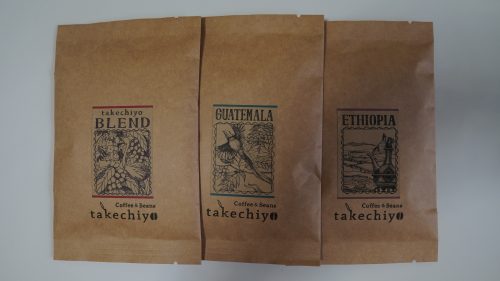 takechiyo
BLEND
Coffee & Beans
takechiyo
GUATEMALA
Coffee & Beans
takechiyo
ETHIOPIA
Coffee & Beans
takechiyo